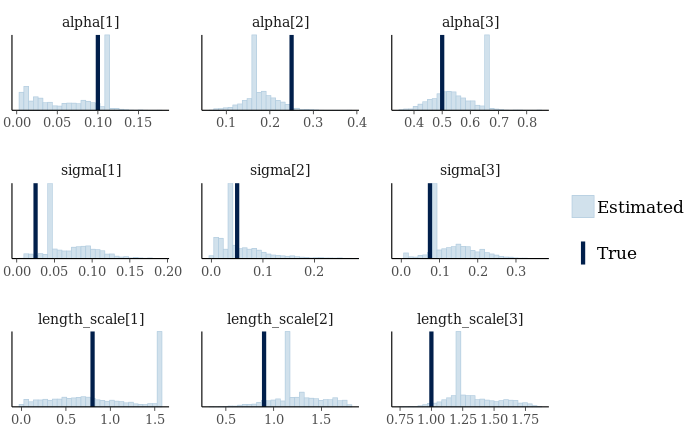 alpha[1] alpha[2] alpha[3]
0.00 0.05 0.10 0.15 0.1 0.2 0.3 0.4 0.4 0.5 0.6 0.7 0.8
sigma[1] sigma[2] sigma[3]
0.00 0.05 0.10 0.15 0.20 0.0 0.1 0.2 0.0 0.1 0.2 0.3
Estimated
True
length_scale[1] length_scale[2] length_scale[3]
0.0 0.5 1.0 1.5 0.5 1.0 1.5 0.75 1.00 1.25 1.50 1.75